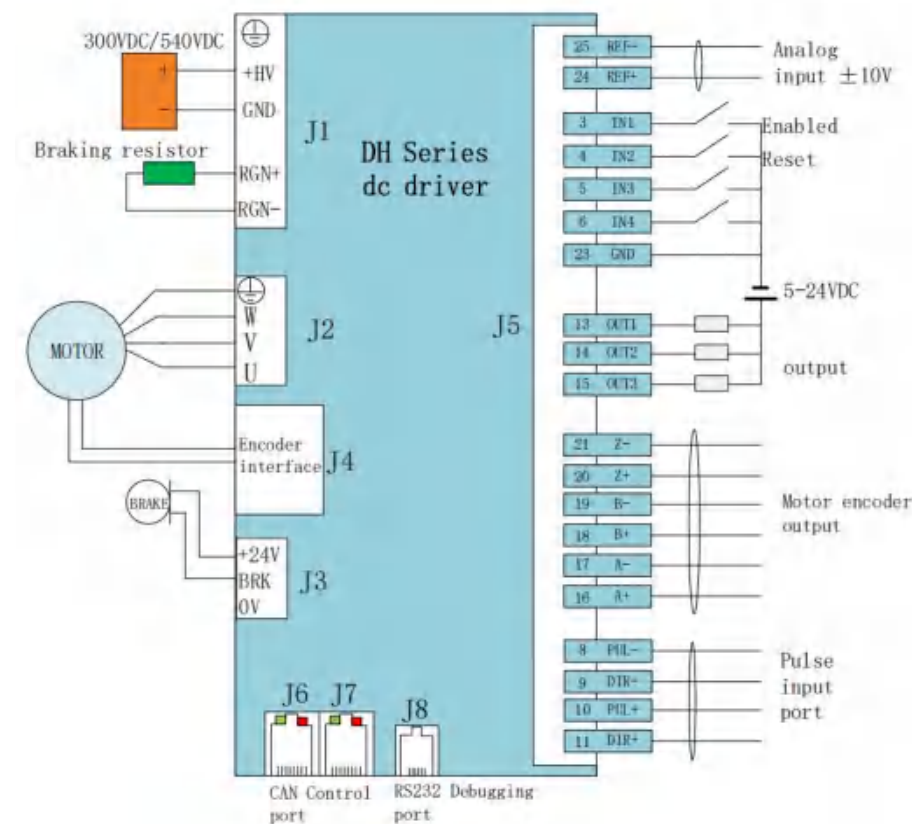 300VDC/540VDC
+
-
+HV
GND
Braking resistor
RGN+
RGN-
J1
DH Series
dc driver
MOTOR
W
V
U
J2
Encoder
interface
J4
BRAKE
+24V
BRK
0V
J3
J6
J7
J8
CAN Control
port
RS232 Debugging
port
J5
25 REF-
24 REF+
Analog
input ±10V
3 IN1
Enabled
4 IN2
Reset
5 IN3
6 IN4
23 GND
5-24VDC
13 OUT1
14 OUT2
15 OUT3
output
21 Z-
20 Z+
19 B-
18 B+
17 A-
16 A+
Motor encoder
output
8 PUL-
9 DIR-
10 PUL+
11 DIR+
Pulse
input
port